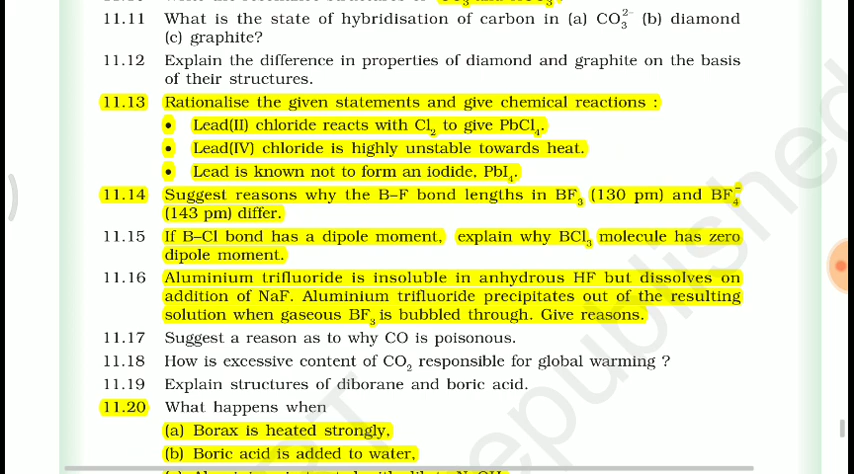 11.11 What is the state of hybridisation of carbon in (a) CO₃²⁻ (b) diamond
(c) graphite?
11.12 Explain the difference in properties of diamond and graphite on the basis
of their structures.
11.13 Rationalise the given statements and give chemical reactions :
• Lead(II) chloride reacts with Cl₂ to give PbCl₄.
• Lead(IV) chloride is highly unstable towards heat.
• Lead is known not to form an iodide, PbI₄.
11.14 Suggest reasons why the B–F bond lengths in BF₃ (130 pm) and BF₄⁻
(143 pm) differ.
11.15 If B–Cl bond has a dipole moment, explain why BCl₃ molecule has zero
dipole moment.
11.16 Aluminium trifluoride is insoluble in anhydrous HF but dissolves on
addition of NaF. Aluminium trifluoride precipitates out of the resulting
solution when gaseous BF₃ is bubbled through. Give reasons.
11.17 Suggest a reason as to why CO is poisonous.
11.18 How is excessive content of CO₂ responsible for global warming ?
11.19 Explain structures of diborane and boric acid.
11.20 What happens when
(a) Borax is heated strongly,
(b) Boric acid is added to water,